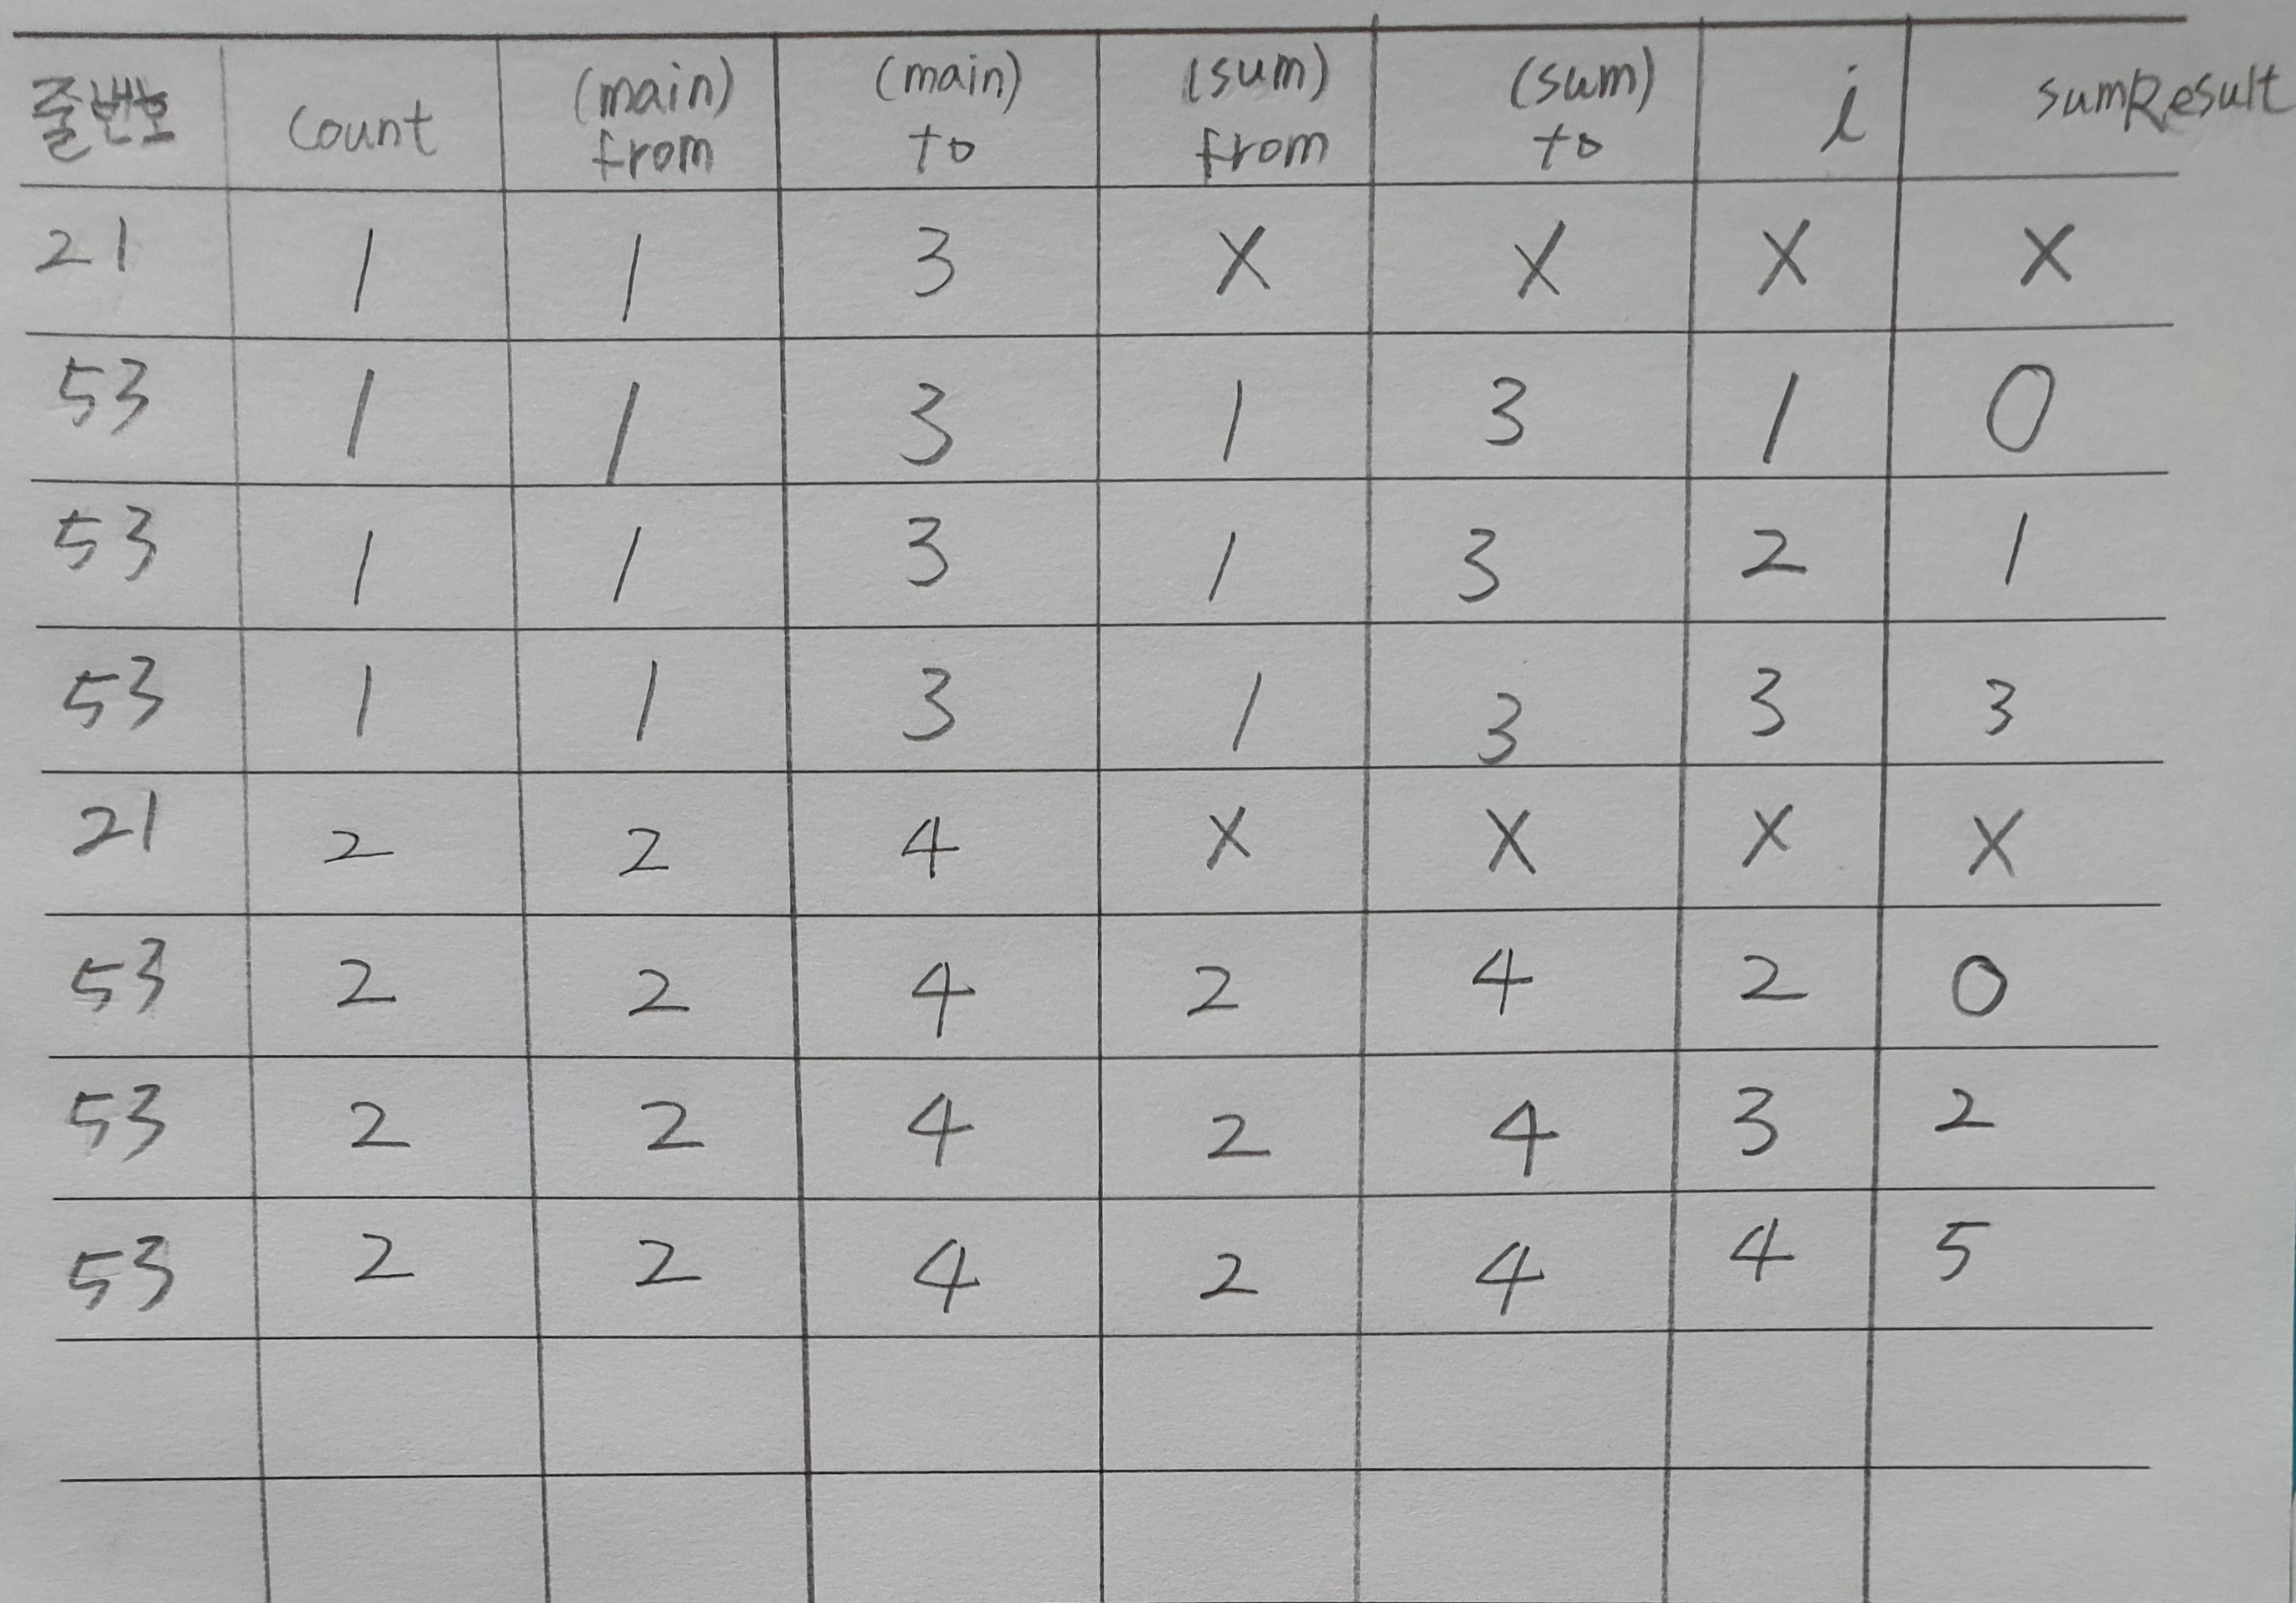 줄번호 count (main) from (main) to (sum) from (sum) to i sumResult
21 1 1 3 X X X X
53 1 1 3 1 3 1 0
53 1 1 3 1 3 2 1
53 1 1 3 1 3 3 3
21 2 2 4 X X X X
53 2 2 4 2 4 2 0
53 2 2 4 2 4 3 2
53 2 2 4 2 4 4 5